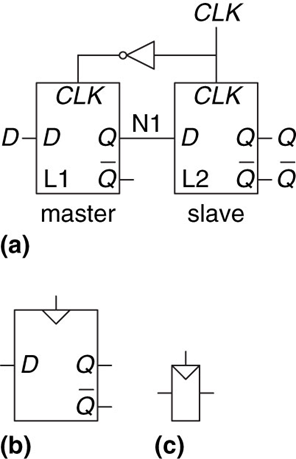 CLK
CLK CLK
D D Q N1 D Q Q
L1 Q̅ L2 Q̅ Q̅
master slave
(a)
D Q
Q̅
(b) (c)